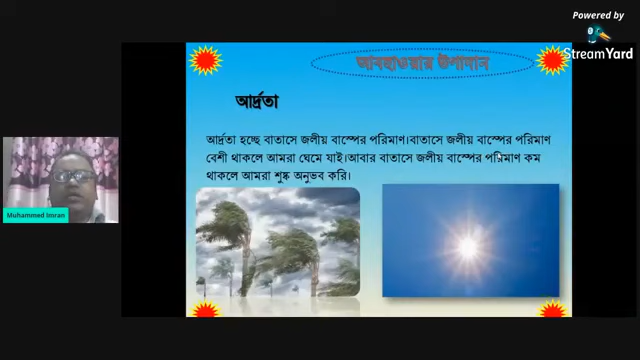 Powered by
StreamYard
আবহাওয়ার উপাদান
আর্দ্রতা
আর্দ্রতা হচ্ছে বাতাসে জলীয় বাস্পের পরিমাণ।বাতাসে জলীয় বাস্পের পরিমাণ
বেশী থাকলে আমরা ঘেমে যাই।আবার বাতাসে জলীয় বাস্পের পরিমাণ কম
থাকলে আমরা শুষ্ক অনুভব করি।
Muhammed Imran